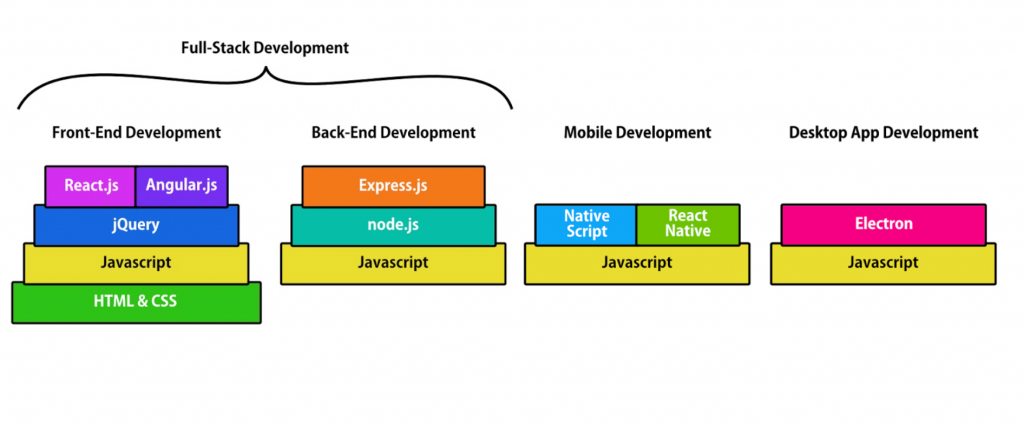 Full-Stack Development
Front-End Development
React.js
Angular.js
jQuery
Javascript
HTML & CSS
Back-End Development
Express.js
node.js
Javascript
Mobile Development
Native
Script
React
Native
Javascript
Desktop App Development
Electron
Javascript